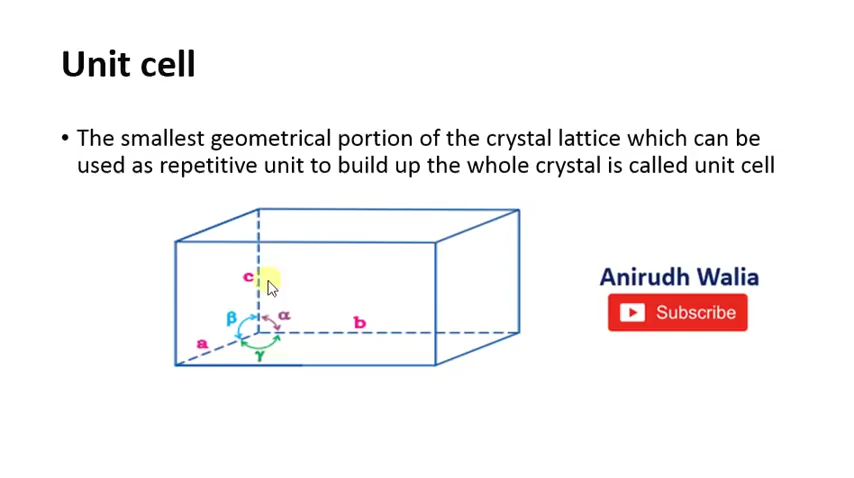 Unit cell
• The smallest geometrical portion of the crystal lattice which can be
used as repetitive unit to build up the whole crystal is called unit cell
c
β α
b
a
γ
Anirudh Walia
Subscribe